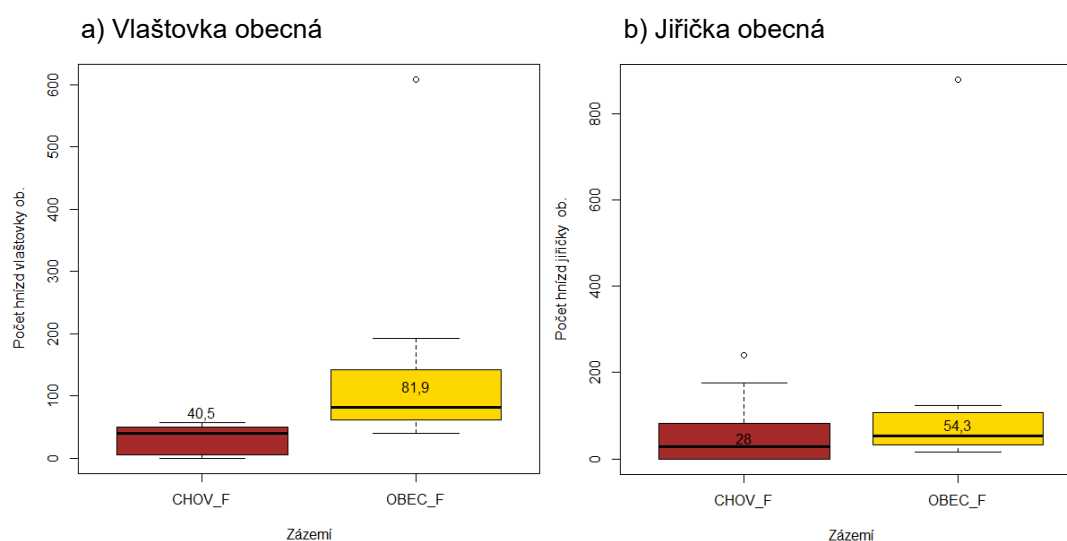 a) Vlaštovka obecná
Počet hnízd vlaštovky ob.
600
500
400
300
200
100
0
40,5
81,9
CHOV_F
OBEC_F
Zázemí
b) Jiřička obecná
Počet hnízd jiřičky  ob.
800
600
400
200
0
28
54,3
CHOV_F
OBEC_F
Zázemí